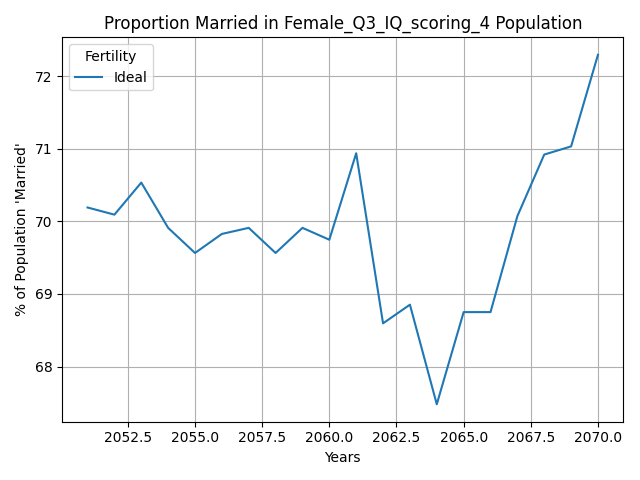 Proportion Married in Female_Q3_IQ_scoring_4 Population
Fertility
Ideal
% of Population 'Married'
72
71
70
69
68
2052.5 2055.0 2057.5 2060.0 2062.5 2065.0 2067.5 2070.0
Years